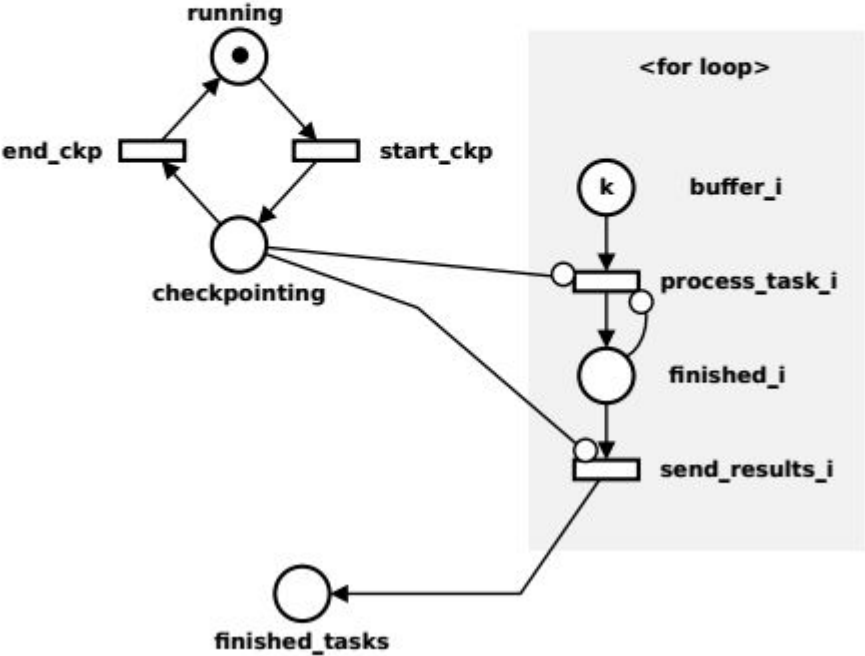 running
<for loop>
end_ckp
start_ckp
k
buffer_i
process_task_i
checkpointing
finished_i
send_results_i
finished_tasks